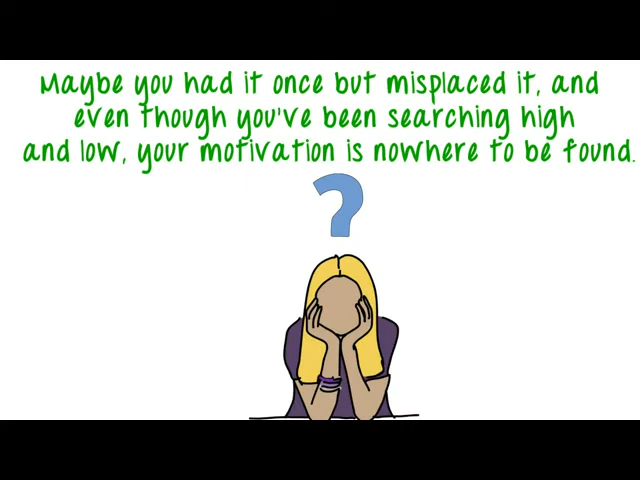 Maybe you had it once but misplaced it, and
even though you've been searching high
and low, your motivation is nowhere to be found.
?